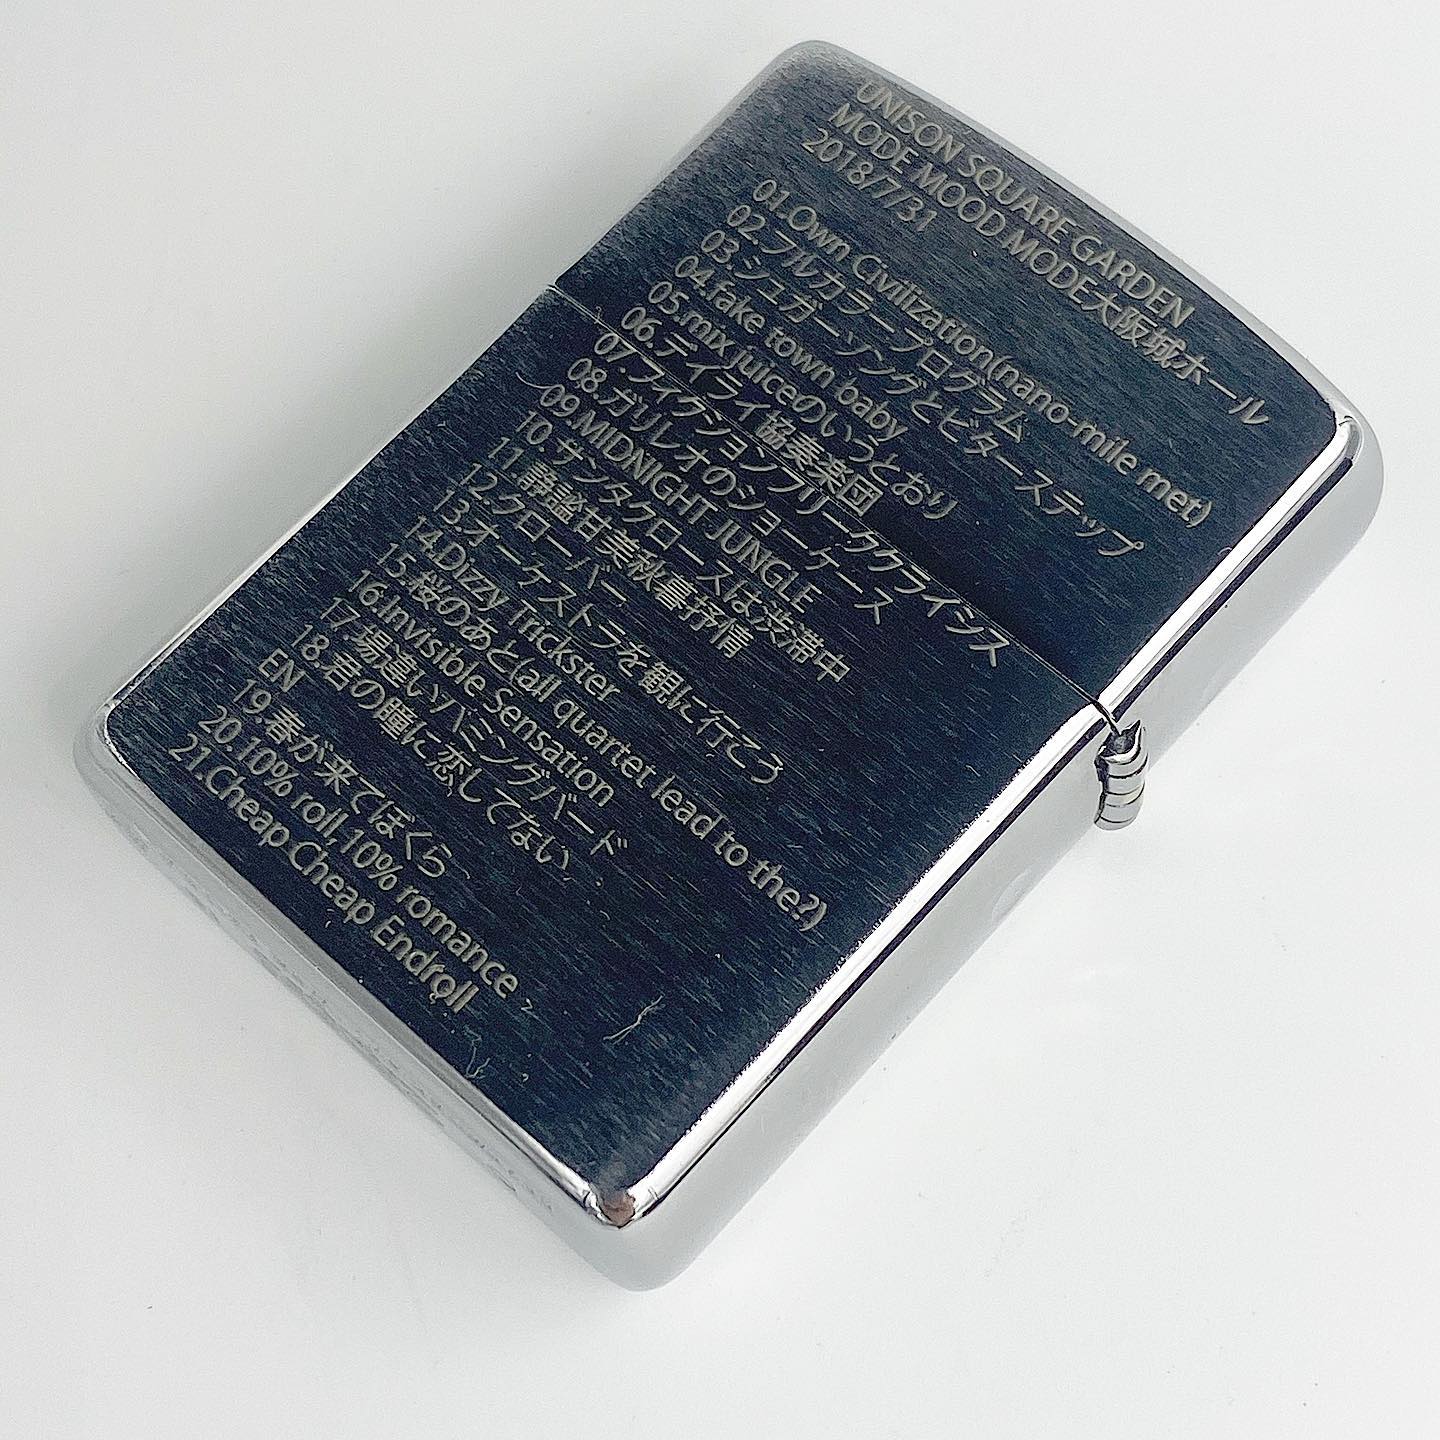 UNISON SQUARE GARDEN
MODE MOOD MODE大阪城ホール
2018/7/31
01.Own Civilization(nano-mile met)
02.フルカラープログラム
03.シュガーソングとビターステップ
04.fake town baby
05.mix juiceのいうとおり
06.デイライ協奏楽団
07.フィクションフリーククライシス
08.ガリレオのショーケース
09.MIDNIGHT JUNGLE
10.サンタクロースは渋滞中
11.静謐甘美秋暮抒情
12.クローバー
13.オーケストラを観に行こう
14.Dizzy Trickster
15.桜のあと(all quartet lead to the?)
16.Invisible Sensation
17.場違いハミングバード
18.君の瞳に恋してない
EN
19.春が来てぼくら
20.10% roll,10% romance
21.Cheap Cheap Endroll